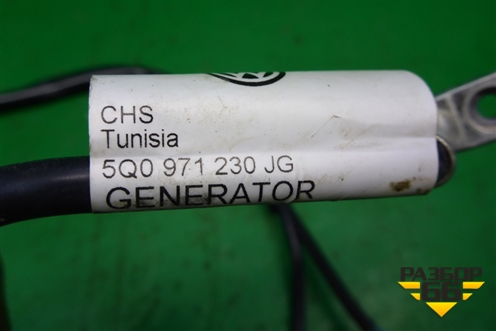 CHS
Tunisia
5Q0 971 230 JG
GENERATOR
РАЗБОР
66